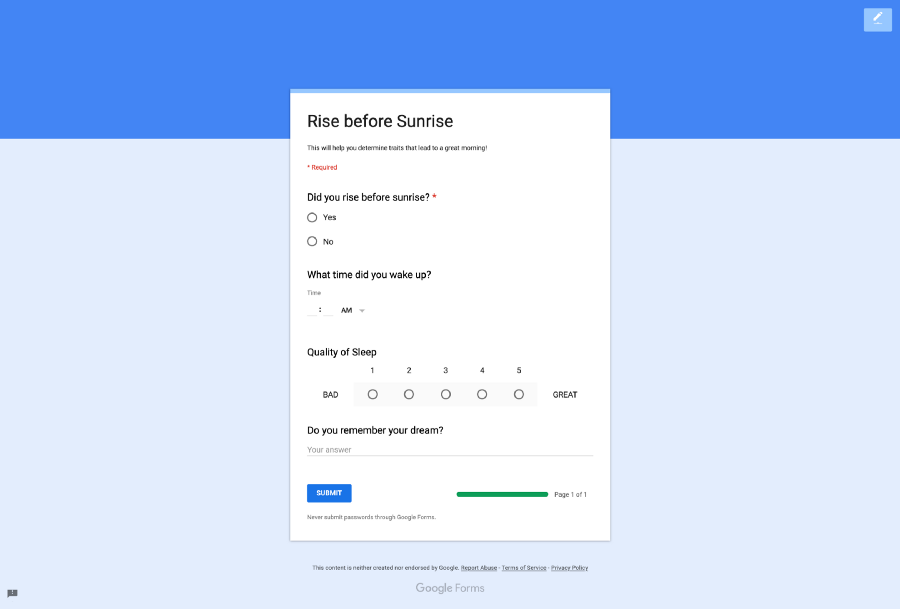 Rise before Sunrise
This will help you determine traits that lead to a great morning!
* Required
Did you rise before sunrise? *
Yes
No
What time did you wake up?
Time
: AM
Quality of Sleep
1 2 3 4 5
BAD GREAT
Do you remember your dream?
Your answer
SUBMIT Page 1 of 1
Never submit passwords through Google Forms.
This content is neither created nor endorsed by Google. Report Abuse - Terms of Service - Privacy Policy
Google Forms